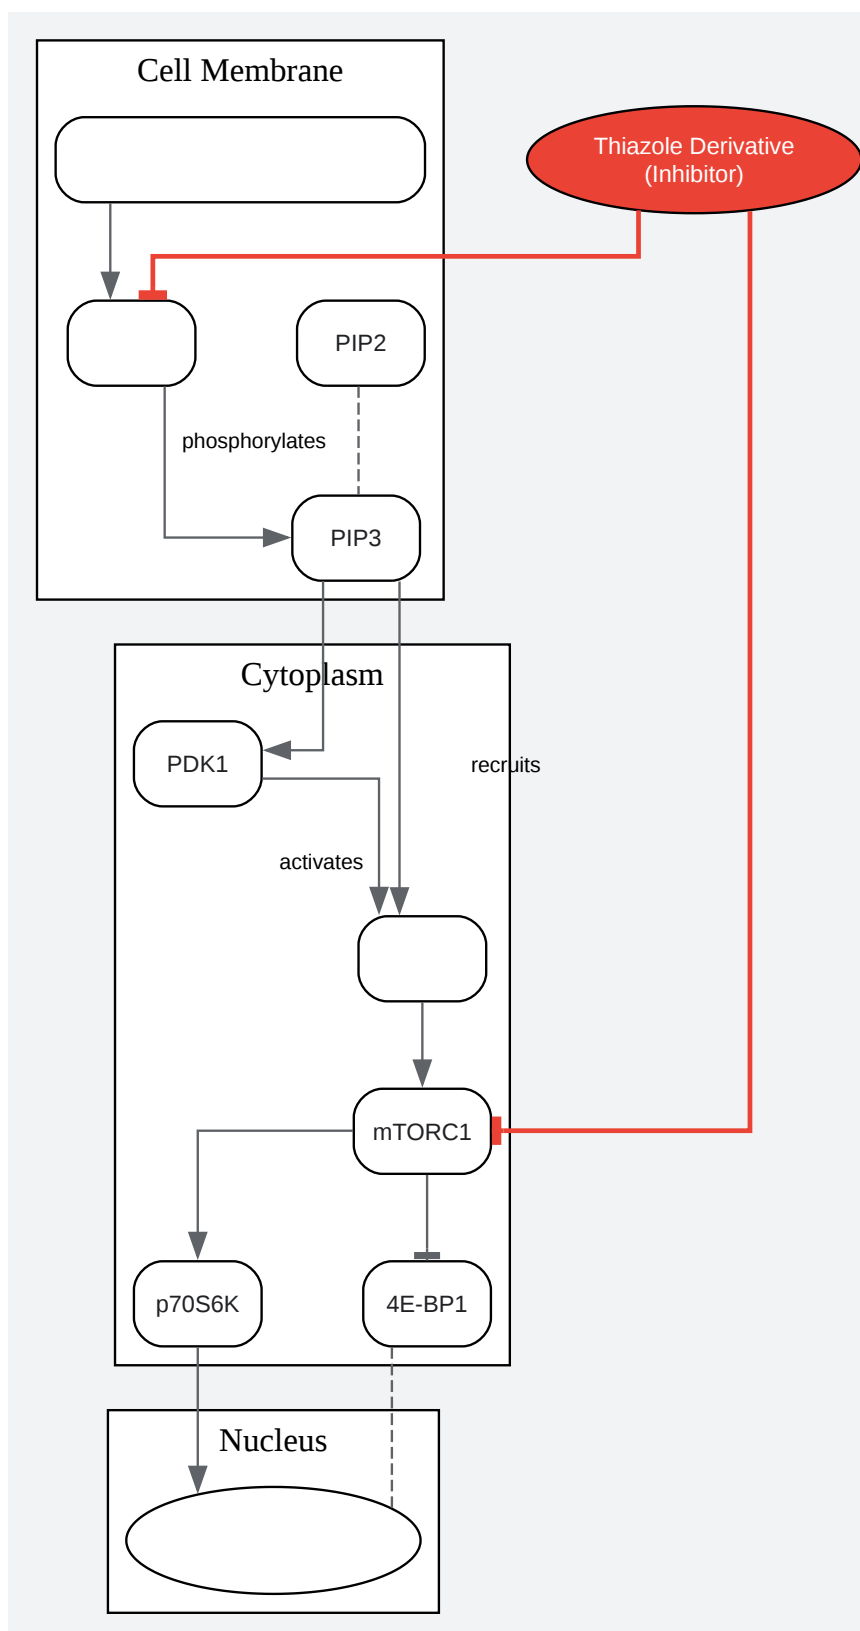 Cell Membrane
Thiazole Derivative
(Inhibitor)
PIP2
phosphorylates
PIP3
Cytoplasm
PDK1
recruits
activates
mTORC1
p70S6K
4E-BP1
Nucleus